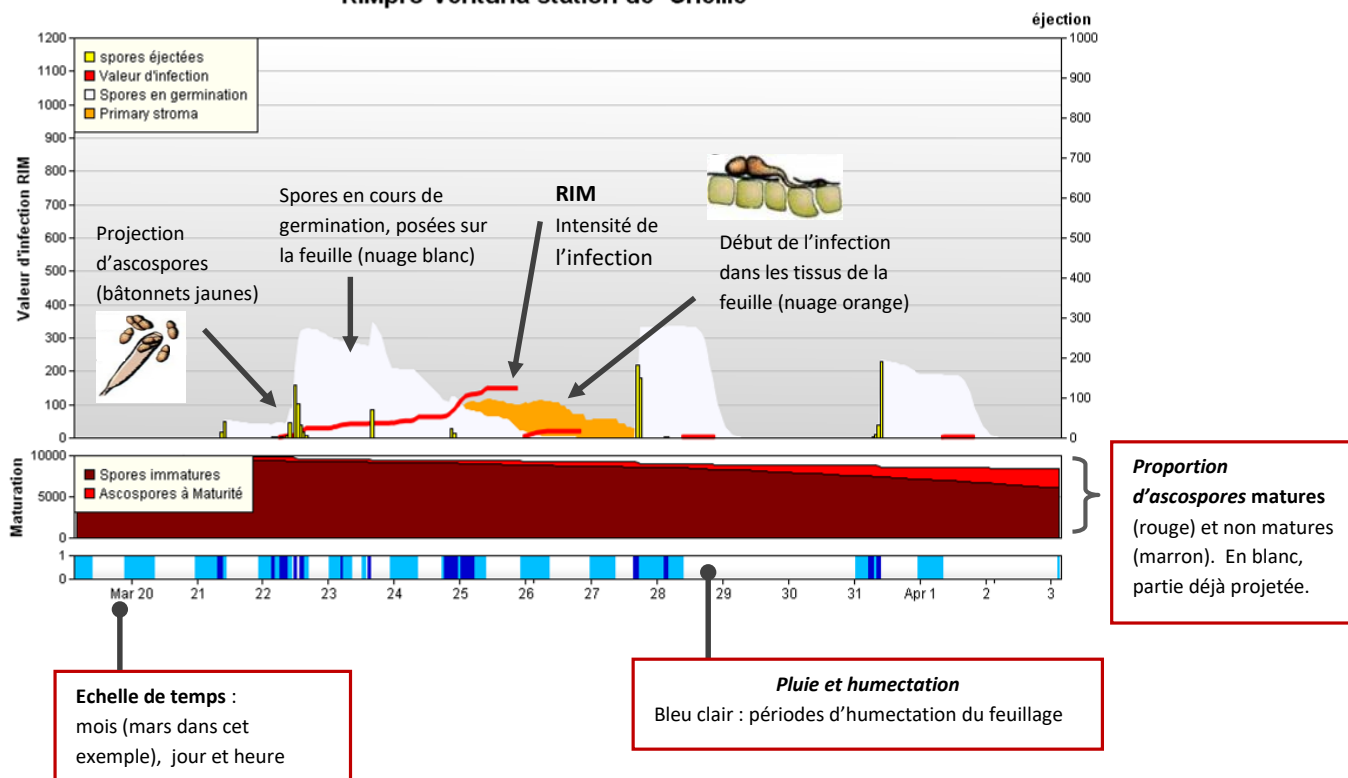 éjection
1200
1100
1000
900
800
700
600
500
400
300
200
100
0
Valeur d'infection RIM
1000
900
800
700
600
500
400
300
200
100
0
spores éjectées
Valeur d'infection
Spores en germination
Primary stroma
Projection
d'ascospores
(bâtonnets jaunes)
Spores en cours de
germination, posées sur
la feuille (nuage blanc)
RIM
Intensité de
l'infection
Début de l'infection
dans les tissus de la
feuille (nuage orange)
Maturation
10000
5000
0
Spores immatures
Ascospores à Maturité
1
0
Mar 20 21 22 23 24 25 26 27 28 29 30 31 Apr 1 2 3
Proportion
d'ascospores matures
(rouge) et non matures
(marron). En blanc,
partie déjà projetée.
Echelle de temps :
mois (mars dans cet
exemple), jour et heure
Pluie et humectation
Bleu clair : périodes d'humectation du feuillage